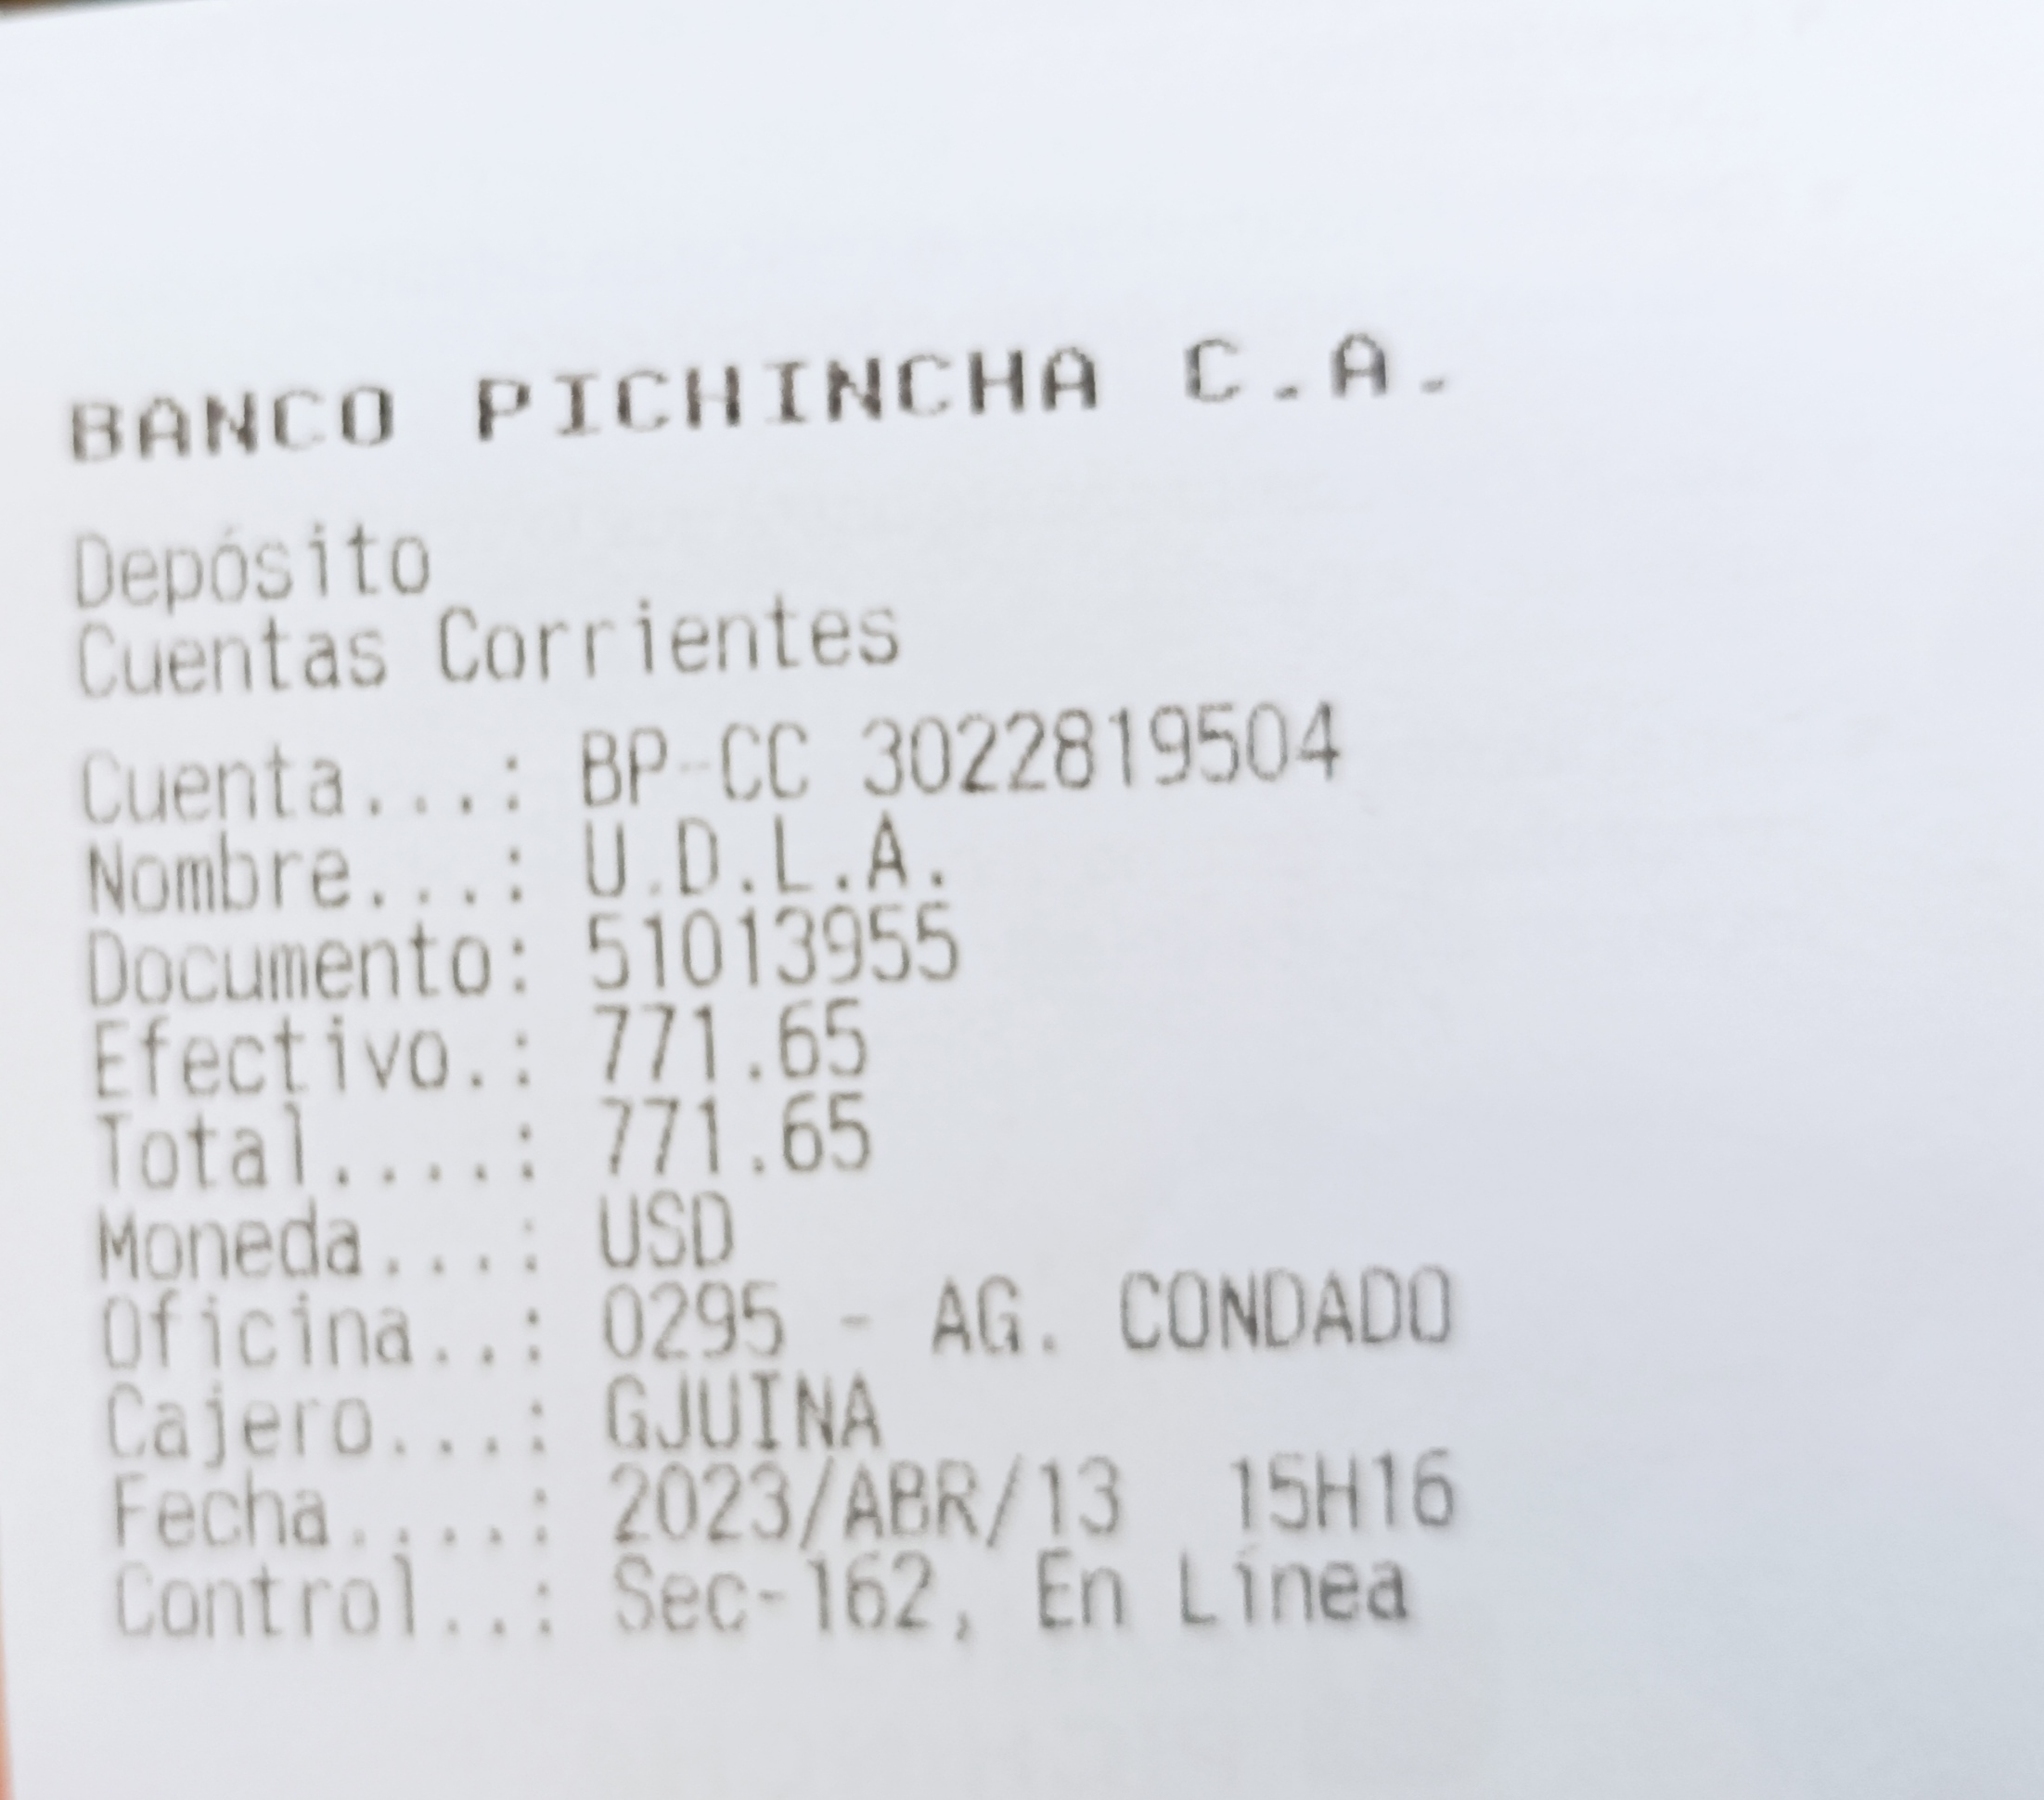 BANCO PICHINCHA C.A.
Depósito
Cuentas Corrientes
Cuenta...: BP-CC 3022819504
Nombre...: U.D.L.A.
Documento: 51013955
Efectivo.: 771.65
Total....: 771.65
Moneda...: USD
Oficina..: 0295 - AG. CONDADO
Cajero...: GJUINA
Fecha....: 2023/ABR/13  15H16
Control..: Sec-162, En Línea